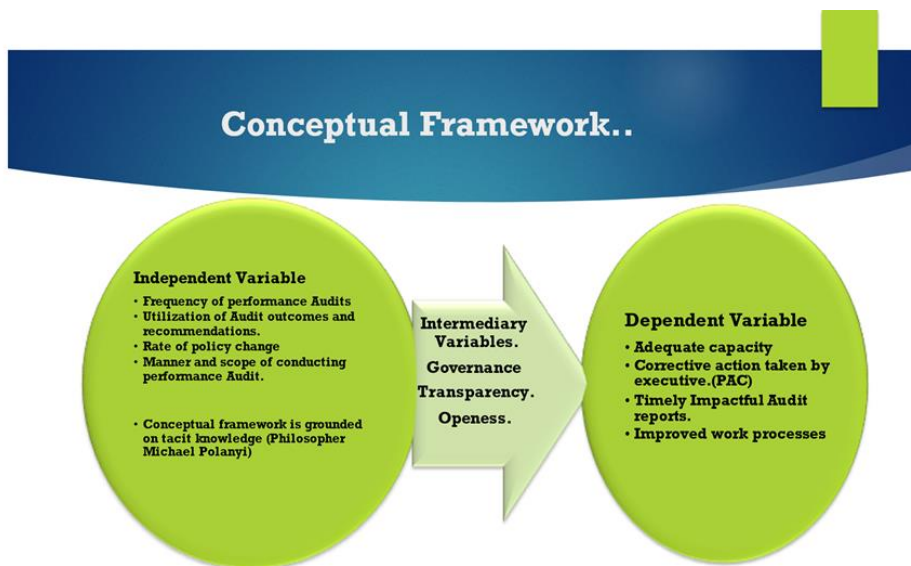 Conceptual Framework..
Independent Variable
• Frequency of performance Audits
• Utilization of Audit outcomes and
recommendations.
• Rate of policy change
• Manner and scope of conducting
performance Audit.
• Conceptual framework is grounded
on tacit knowledge (Philosopher
Michael Polanyi)
Intermediary
Variables.
Governance
Transparency.
Openess.
Dependent Variable
• Adequate capacity
• Corrective action taken by
executive.(PAC)
• Timely Impactful Audit
reports.
• Improved work processes